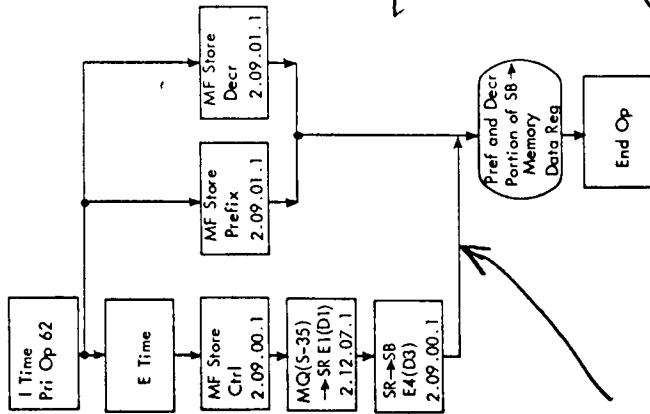 I Time
Pri Op 62
E Time
MF Store
Ctrl
2.09.00.1
MQ(S-35)
→SR E1(D1)
2.12.07.1
SR→SB
E4(D3)
2.09.00.1
MF Store
Prefix
2.09.01.1
MF Store
Decr
2.09.01.1
Pref and Decr
Portion of SB→
Memory
Data Reg
End Op